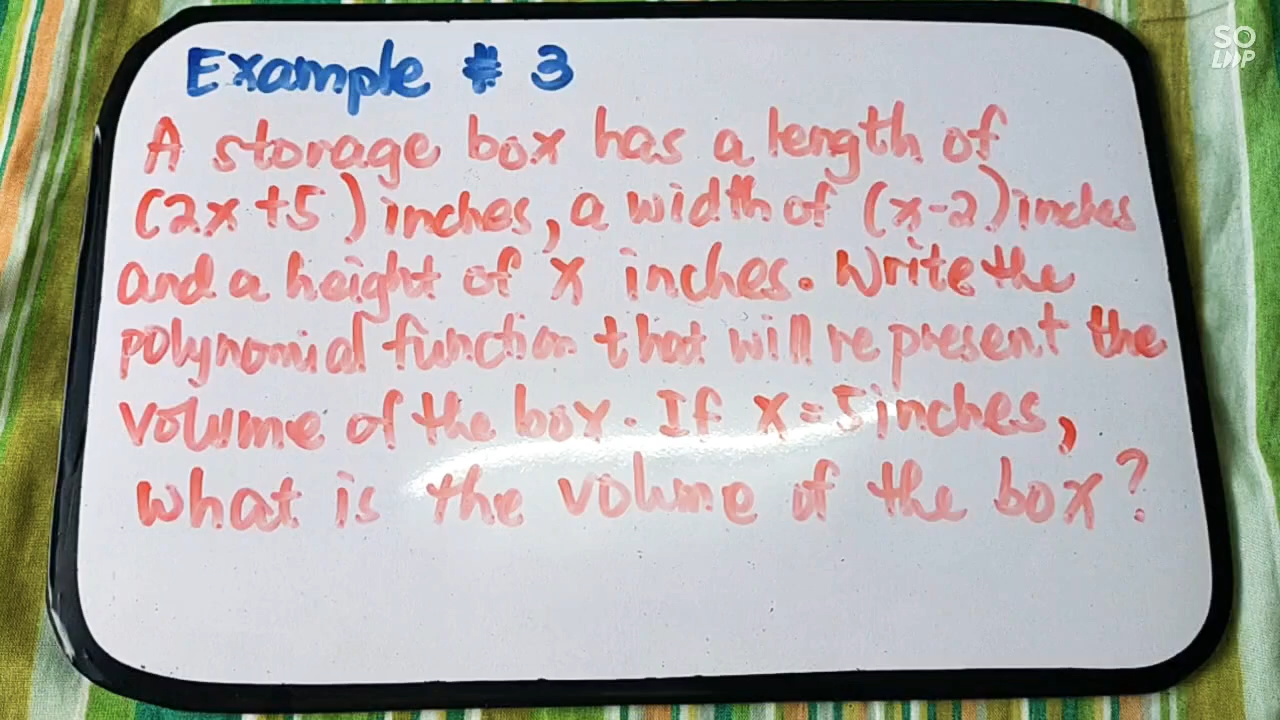 Example # 3
A storage box has a length of
(2x+5) inches, a width of (x-2) inches
and a height of x inches. Write the
polynomial function that will represent the
volume of the box. If x=5 inches,
what is the volume of the box?
SO
LOOP